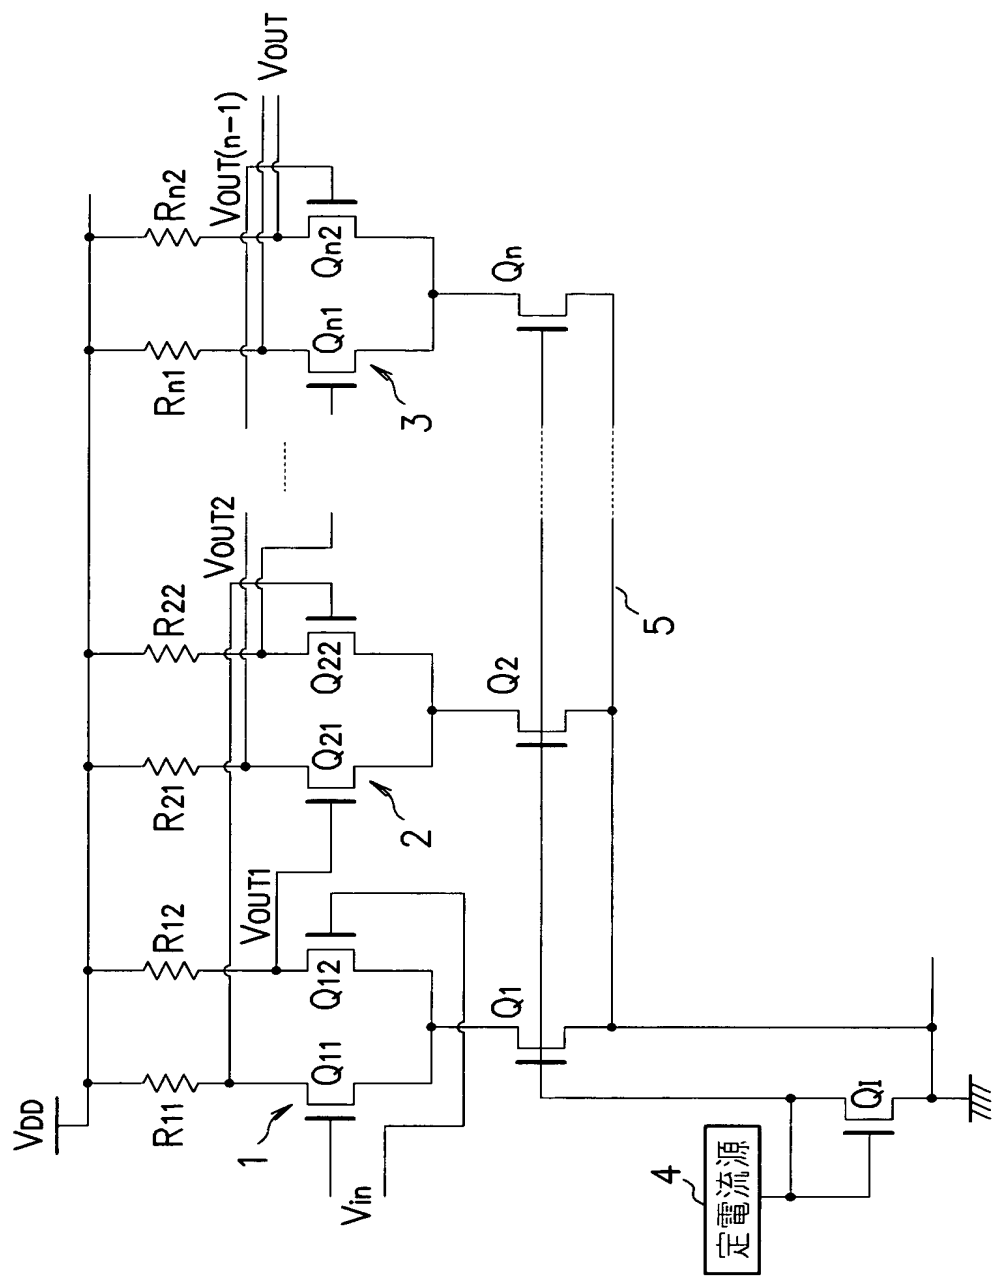 VDD
R11
R12
R21
R22
Rn1
Rn2
VOUT1
VOUT2
VOUT(n-1)
VOUT
1
Q11
Q12
2
Q21
Q22
3
Qn1
Qn2
Vin
Q1
Q2
Qn
5
4
定電流源
QI